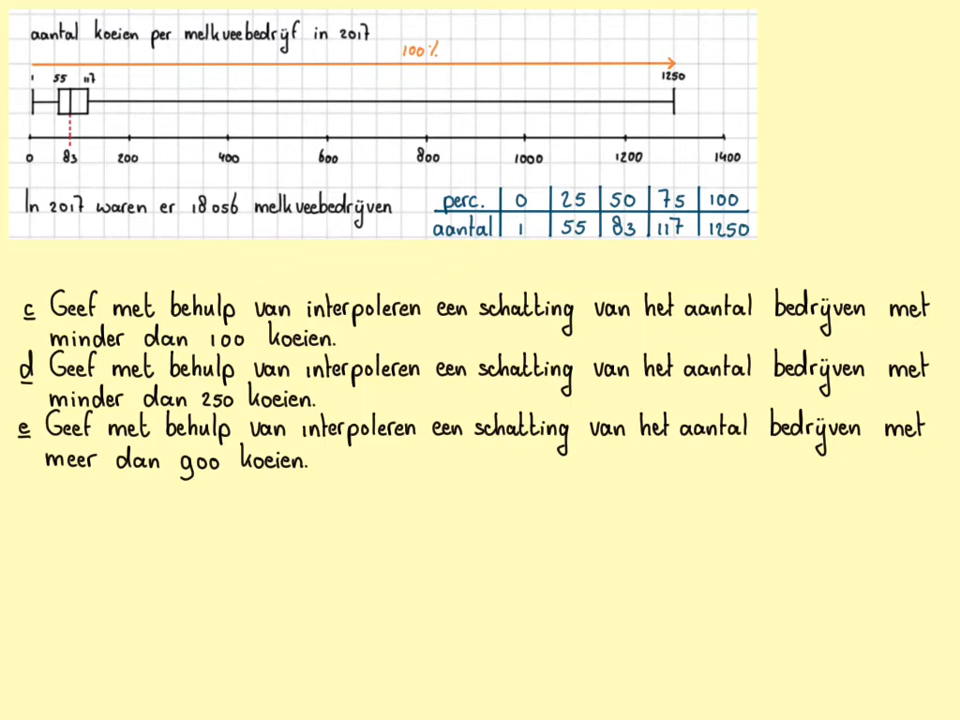 aantal koeien per melkveebedrijf in 2017
100%
1 55 117 1250
0 83 200 400 600 800 1000 1200 1400
In 2017 waren er 18056 melkveebedrijven
perc. 0 25 50 75 100
aantal 1 55 83 117 1250
c Geef met behulp van interpoleren een schatting van het aantal bedrijven met
minder dan 100 koeien.
d Geef met behulp van interpoleren een schatting van het aantal bedrijven met
minder dan 250 koeien.
e Geef met behulp van interpoleren een schatting van het aantal bedrijven met
meer dan 900 koeien.